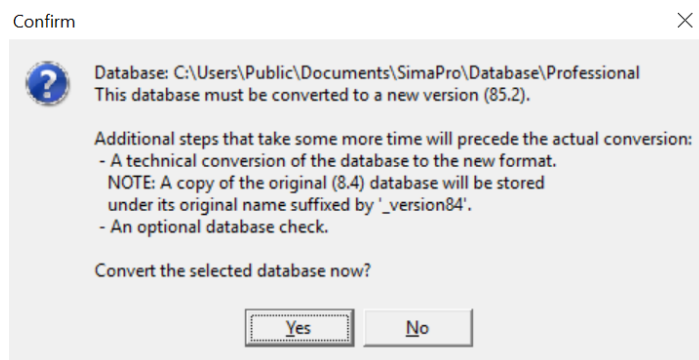 Confirm
Database: C:\Users\Public\Documents\SimaPro\Database\Professional
This database must be converted to a new version (85.2).
Additional steps that take some more time will precede the actual conversion:
- A technical conversion of the database to the new format.
NOTE: A copy of the original (8.4) database will be stored
under its original name suffixed by '_version84'.
- An optional database check.
Convert the selected database now?
Yes No